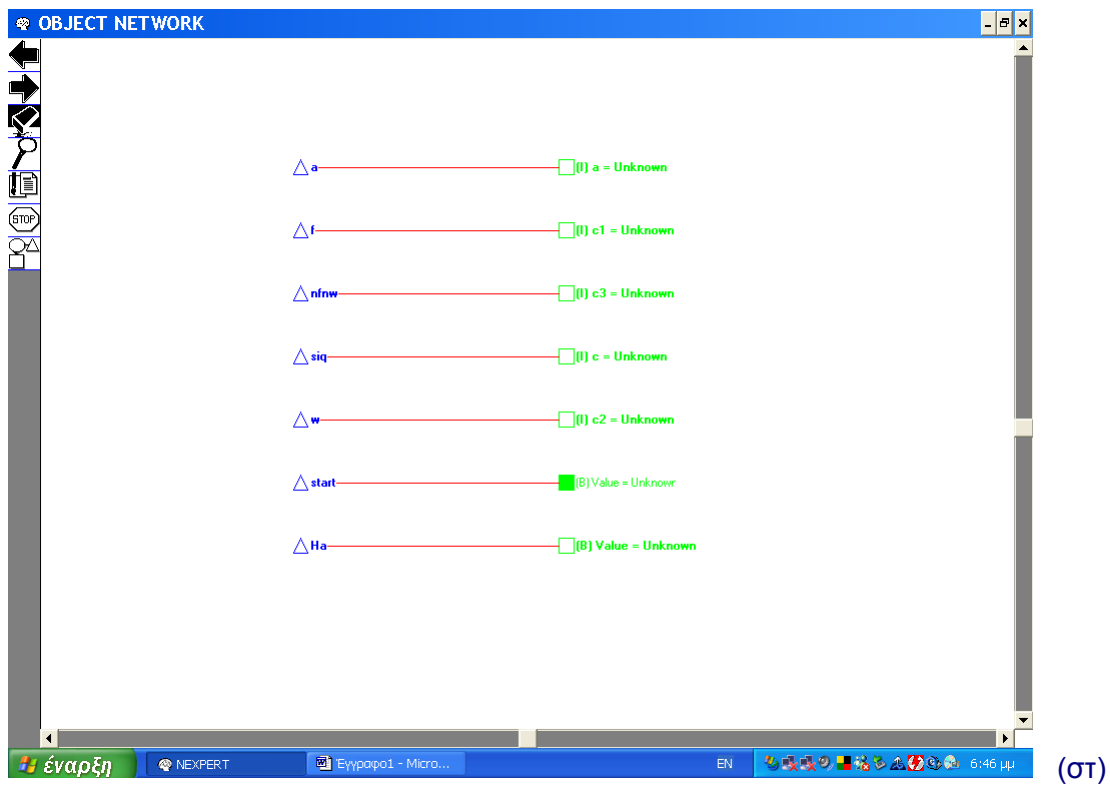 OBJECT NETWORK
STOP
a (I) a = Unknown
f (I) c1 = Unknown
nfnw (I) c3 = Unknown
siq (I) c = Unknown
w (I) c2 = Unknown
start (B) Value = Unknown
Ha (B) Value = Unknown
έναρξη NEXPERT Έγγραφο1 - Micro... EN 6:46 μμ
(στ)